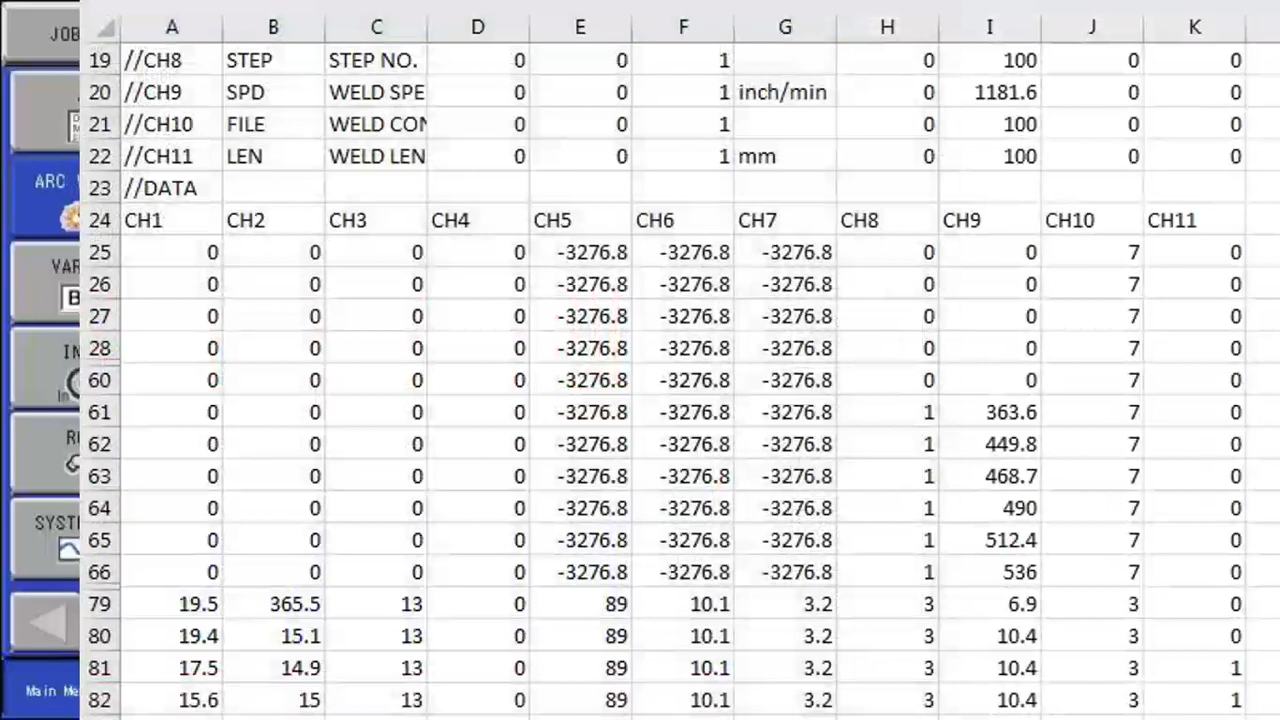 JOB
A B C D E F G H I J K
19 //CH8 STEP STEP NO. 0 0 1 0 100 0 0
20 //CH9 SPD WELD SPE 0 0 1 inch/min 0 1181.6 0 0
21 //CH10 FILE WELD CON 0 0 1 0 100 0 0
22 //CH11 LEN WELD LEN 0 0 1 mm 0 100 0 0
23 //DATA
24 CH1 CH2 CH3 CH4 CH5 CH6 CH7 CH8 CH9 CH10 CH11
25 0 0 0 0 -3276.8 -3276.8 -3276.8 0 0 7 0
26 0 0 0 0 -3276.8 -3276.8 -3276.8 0 0 7 0
27 0 0 0 0 -3276.8 -3276.8 -3276.8 0 0 7 0
28 0 0 0 0 -3276.8 -3276.8 -3276.8 0 0 7 0
60 0 0 0 0 -3276.8 -3276.8 -3276.8 0 0 7 0
61 0 0 0 0 -3276.8 -3276.8 -3276.8 1 363.6 7 0
62 0 0 0 0 -3276.8 -3276.8 -3276.8 1 449.8 7 0
63 0 0 0 0 -3276.8 -3276.8 -3276.8 1 468.7 7 0
64 0 0 0 0 -3276.8 -3276.8 -3276.8 1 490 7 0
65 0 0 0 0 -3276.8 -3276.8 -3276.8 1 512.4 7 0
66 0 0 0 0 -3276.8 -3276.8 -3276.8 1 536 7 0
79 19.5 365.5 13 0 89 10.1 3.2 3 6.9 3 0
80 19.4 15.1 13 0 89 10.1 3.2 3 10.4 3 0
81 17.5 14.9 13 0 89 10.1 3.2 3 10.4 3 1
82 15.6 15 13 0 89 10.1 3.2 3 10.4 3 1
ARC
VAR
B
IN
In
R
SYST
Main Me